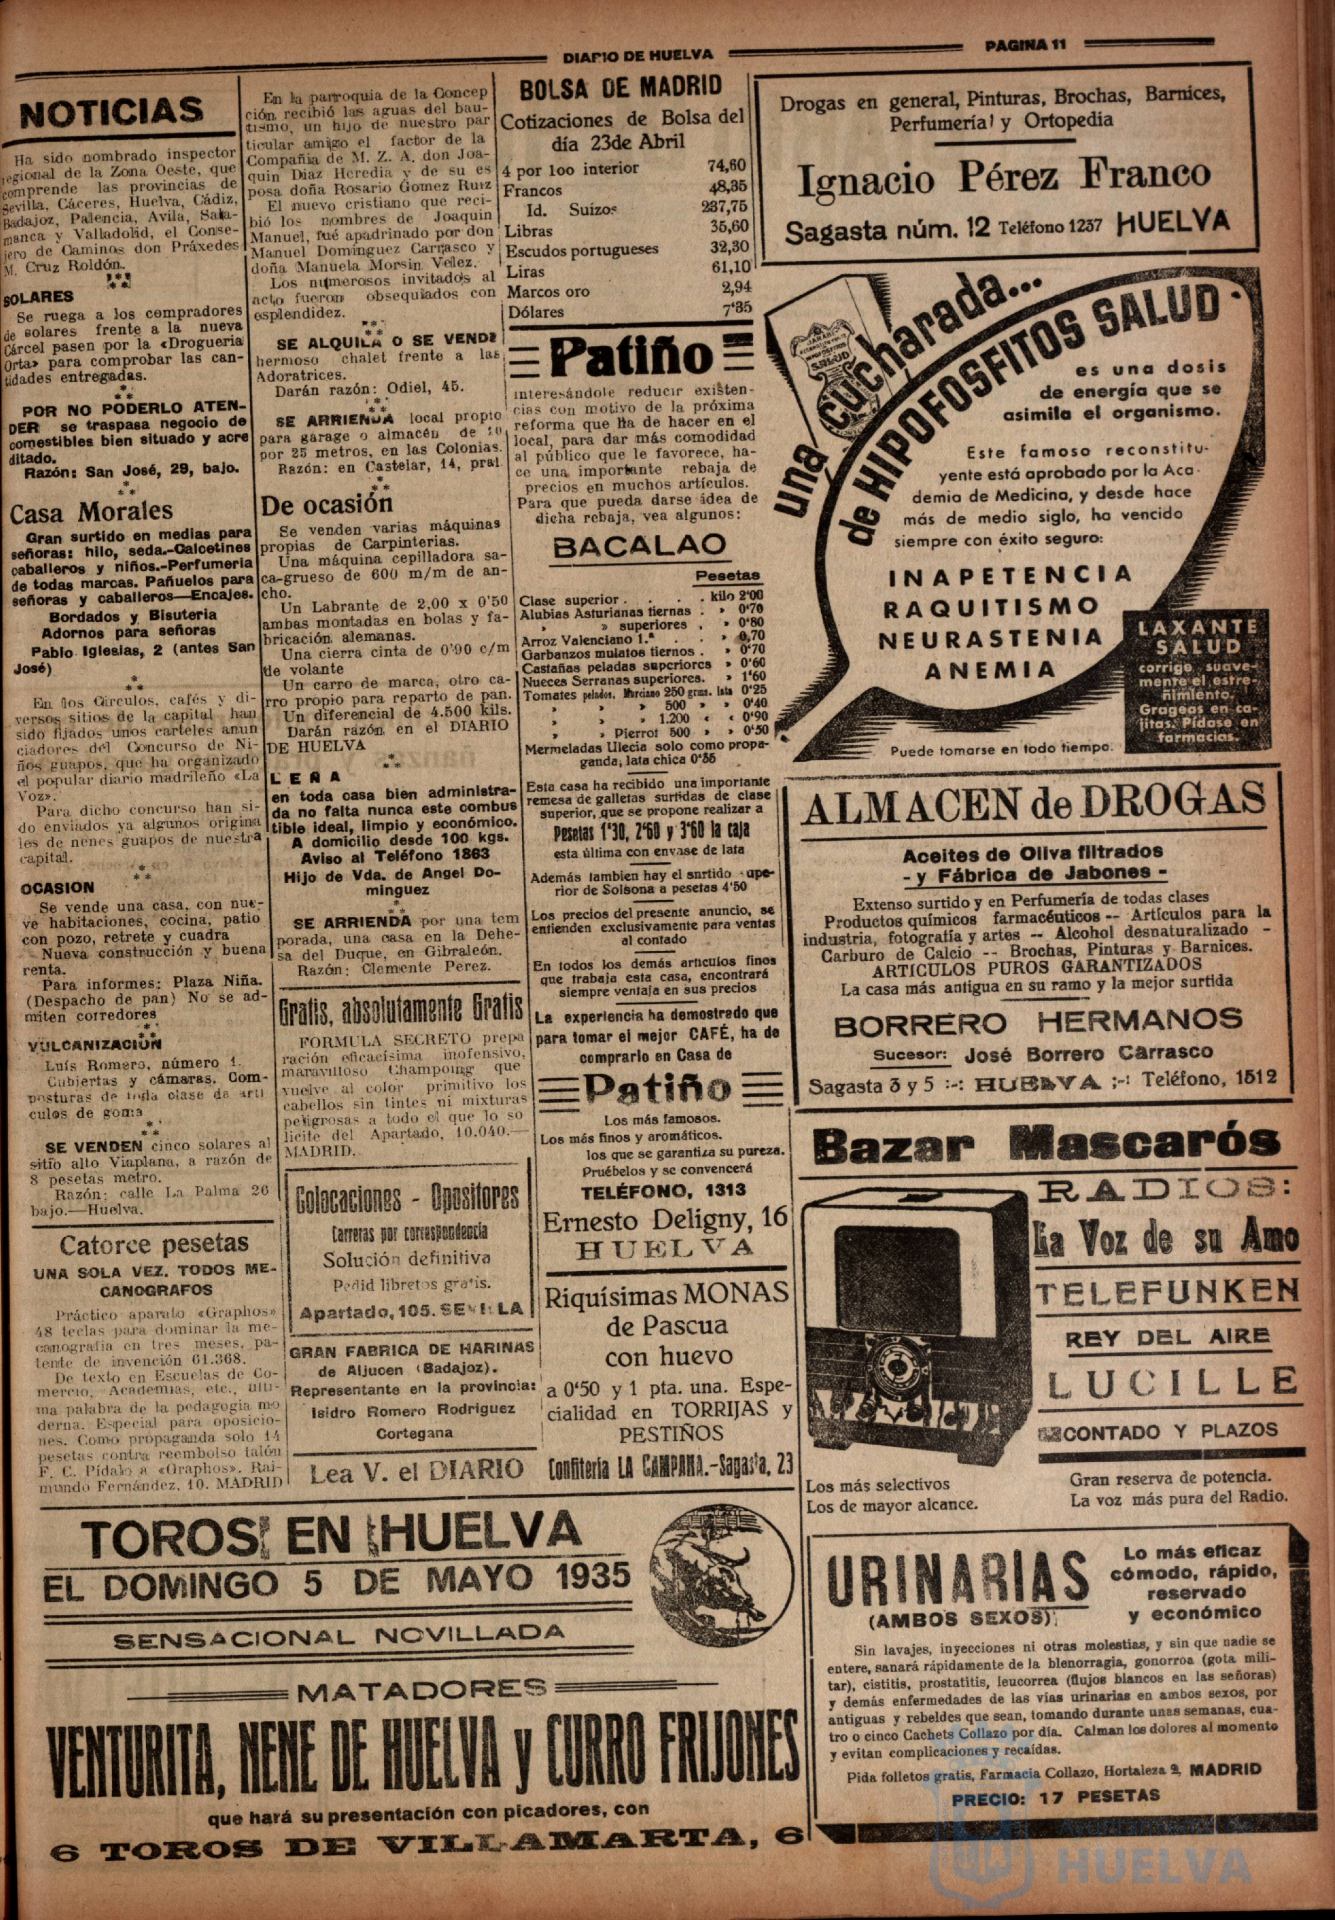 DIARIO DE HUELVA
PAGINA 11
NOTICIAS
Ha sido nombrado inspector
regional de la Zona Oeste, que
comprende las provincias de
Sevilla, Cáceres, Huelva, Cádiz,
Badajoz, Palencia, Avila, Sala-
manca y Valladolid, el Conse-
jero de Caminos don Práxedes
M. Cruz Roldón.
SOLARES
Se ruega a los compradores
de solares frente a la nueva
Cárcel pasen por la «Drogueria
Orta» para comprobar las can-
tidades entregadas.
POR NO PODERLO ATEN-
DER se traspasa negocio de
comestibles bien situado y acre
ditado.
Razón: San José, 29, bajo.
Casa Morales
Gran surtido en medias para
señoras: hilo, seda.-Calcetines
caballeros y niños.-Perfumeria
de todas marcas. Pañuelos para
señoras y caballeros—Encajes.
Bordados y Bisuteria
Adornos para señoras
Pablo Iglesias, 2 (antes San
José)
En los Círculos, cafés y di-
versos sitios de la capital han
sido fijados unos carteles anun
ciadores del Concurso de Ni-
ños guapos, que ha organizado
el popular diario madrileño «La
Voz».
Para dicho concurso han si-
do enviados ya algunos origina
les de nenes guapos de nuestra
capital.
OCASION
Se vende una casa, con nue-
ve habitaciones, cocina, patio
con pozo, retrete y cuadra
Nueva construcción y buena
renta.
Para informes: Plaza Niña.
(Despacho de pan) No se ad-
miten corredores
VULCANIZACION
Luís Romero, número 1.
Cubiertas y cámaras. Com-
posturas de toda clase de artí
culos de goma
SE VENDEN cinco solares al
sitio alto Viaplana, a razón de
8 pesetas metro.
Razón: calle La Palma 26
bajo.—Huelva.
Catorce pesetas
UNA SOLA VEZ. TODOS ME-
CANOGRAFOS
Práctico aparato «Graphos»
48 teclas para dominar la me-
canografía en tres meses, pa-
tente de invención 61.368.
De texto en Escuelas de Co-
mercio, Academias, etc., últi-
ma palabra de la pedagogia mo
derna. Especial para oposicio-
nes. Como propaganda solo 14
pesetas contra reembolso talón
F. C. Pídalo a «Graphos». Rai-
mundo Fernández, 10. MADRID
En la parroquia de la Concep
ción recibió las aguas del bau-
tismo, un hijo de nuestro par
ticular amigo el factor de la
Compañia de M. Z. A. don Joa-
quin Diaz Heredia y de su es
posa doña Rosario Gomez Ruiz
El nuevo cristiano que reci-
bió los nombres de Joaquin
Manuel, fué apadrinado por don
Manuel Dominguez Carrasco y
doña Manuela Morsin Velez.
Los numerosos invitados al
acto fueron obsequiados con
esplendidez.
SE ALQUILA O SE VENDE
hermoso chalet frente a las
Adoratrices.
Darán razón: Odiel, 45.
SE ARRIENDA local propio
para garage o almacén de 10
por 25 metros, en las Colonias.
Razón: en Castelar, 14, pral
De ocasión
Se venden varias máquinas
propias de Carpinterias.
Una máquina cepilladora sa-
ca-grueso de 600 m/m de an-
cho.
Un Labrante de 2,00 x 0'50
ambas montadas en bolas y fa-
bricación alemanas.
Una cierra cinta de 0'90 c/m
de volante
Un carro de marca, otro ca-
rro propio para reparto de pan.
Un diferencial de 4.500 kils.
Darán razón en el DIARIO
DE HUELVA
LEÑA
en toda casa bien administra-
da no falta nunca este combus
tible ideal, limpio y económico.
A domicilio desde 100 kgs.
Aviso al Teléfono 1863
Hijo de Vda. de Angel Do-
minguez
SE ARRIENDA por una tem
porada, una casa en la Dehe-
sa del Duque, en Gibraleón.
Razón: Clemente Perez.
Gratis, absolutamente Gratis
FORMULA SECRETO prepa
ración eficacísima inofensivo,
maravilloso Champoing que
vuelve al color primitivo los
cabellos sin tintes ni mixturas
peligrosas a todo el que lo so
licite del Apartado, 10.040.—
MADRID.
Colocaciones - Opositores
Carreras por correspondencia
Solución definitiva
Pedid libretos gratis.
Apartado, 105. SEVILLA
GRAN FABRICA DE HARINAS
de Aljucen (Badajoz).
Representante en la provincia:
Isidro Romero Rodriguez
Cortegana
Lea V. el DIARIO
BOLSA DE MADRID
Cotizaciones de Bolsa del
día 23 de Abril
4 por 100 interior 74,60
Francos 48,35
Id. Suizos 237,75
Libras 35,60
Escudos portugueses 32,30
Liras 61,10
Marcos oro 2,94
Dólares 7'35
Patiño
interesándole reducir existen-
cias con motivo de la próxima
reforma que ha de hacer en el
local, para dar más comodidad
al público que le favorece, ha-
ce una importante rebaja de
precios en muchos artículos.
Para que pueda darse idea de
dicha rebaja, vea algunos:
BACALAO
Pesetas
Clase superior . . . . kilo 2'00
Alubias Asturianas tiernas . » 0'70
» » superiores . » 0'80
Arroz Valenciano 1.ª . . » 0,70
Garbanzos mulatos tiernos . » 0'70
Castañas peladas superiores » 0'60
Nueces Serranas superiores. » 1'60
Tomates pelados, Murciano 250 gms. lata 0'25
» » » 500 » » 0'40
» » » 1.200 « « 0'90
» » Pierrot 500 » » 0'50
Mermeladas Ulecia solo como propa-
ganda, lata chica 0'35
Esta casa ha recibido una importante
remesa de galletas surtidas de clase
superior, que se propone realizar a
Pesetas 1'30, 2'60 y 3'60 la caja
esta última con envase de lata
Además tambien hay el surtido supe-
rior de Solsona a pesetas 4'50
Los precios del presente anuncio, se
entienden exclusivamente para ventas
al contado
En todos los demás articulos finos
que trabaja esta casa, encontrará
siempre ventaja en sus precios
La experiencia ha demostrado que
para tomar el mejor CAFÉ, ha de
comprarlo en Casa de
Patiño
Los más famosos.
Los más finos y aromáticos.
los que se garantiza su pureza.
Pruébelos y se convencerá
TELÉFONO, 1313
Ernesto Deligny, 16
HUELVA
Riquísimas MONAS
de Pascua
con huevo
a 0'50 y 1 pta. una. Espe-
cialidad en TORRIJAS y
PESTIÑOS
Confiteria LA CAMPANA.-Sagasta, 23
Drogas en general, Pinturas, Brochas, Barnices,
Perfumería y Ortopedia
Ignacio Pérez Franco
Sagasta núm. 12 Teléfono 1237 HUELVA
una cucharada...
de HIPOFOSFITOS SALUD
es una dosis
de energía que se
asimila el organismo.
Este famoso reconstitu-
yente está aprobado por la Aca-
demia de Medicina, y desde hace
más de medio siglo, ha vencido
siempre con éxito seguro:
INAPETENCIA
RAQUITISMO
NEURASTENIA
ANEMIA
Puede tomarse en todo tiempo.
LAXANTE
SALUD
corrige suave-
mente el estre-
ñimiento.
Grageas en ca-
jitas. Pídase en
farmacias.
ALMACEN de DROGAS
Aceites de Oliva filtrados
- y Fábrica de Jabones -
Extenso surtido y en Perfumería de todas clases
Productos químicos farmacéuticos -- Artículos para la
industria, fotografía y artes -- Alcohol desnaturalizado -
Carburo de Calcio -- Brochas, Pinturas y Barnices.
ARTÍCULOS PUROS GARANTIZADOS
La casa más antigua en su ramo y la mejor surtida
BORRERO HERMANOS
Sucesor: José Borrero Carrasco
Sagasta 3 y 5 :-: HUELVA :-: Teléfono, 1512
Bazar Mascarós
RADIOS:
La Voz de su Amo
TELEFUNKEN
REY DEL AIRE
LUCILLE
CONTADO Y PLAZOS
Los más selectivos
Los de mayor alcance.
Gran reserva de potencia.
La voz más pura del Radio.
TOROS EN HUELVA
EL DOMINGO 5 DE MAYO 1935
SENSACIONAL NOVILLADA
MATADORES
VENTURITA, NENE DE HUELVA y CURRO FRIJONES
que hará su presentación con picadores, con
6 TOROS DE VILLAMARTA, 6
URINARIAS
(AMBOS SEXOS)
Lo más eficaz
cómodo, rápido,
reservado
y económico
Sin lavajes, inyecciones ni otras molestias, y sin que nadie se
entere, sanará rápidamente de la blenorragia, gonorroa (gota mili-
tar), cistitis, prostatitis, leucorrea (flujos blancos en las señoras)
y demás enfermedades de las vías urinarias en ambos sexos, por
antiguas y rebeldes que sean, tomando durante unas semanas, cua-
tro o cinco Cachets Collazo por día. Calman los dolores al momento
y evitan complicaciones y recaídas.
Pida folletos gratis, Farmacia Collazo, Hortaleza 2, MADRID
PRECIO: 17 PESETAS
Ayuntamiento de
HUELVA